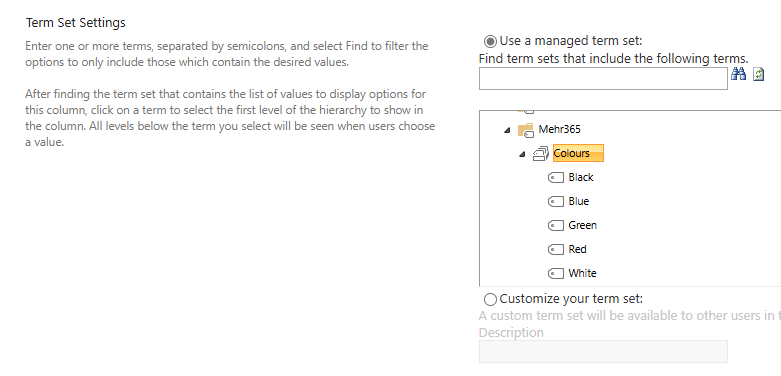 Term Set Settings
Enter one or more terms, separated by semicolons, and select Find to filter the
options to only include those which contain the desired values.
After finding the term set that contains the list of values to display options for
this column, click on a term to select the first level of the hierarchy to show in
the column. All levels below the term you select will be seen when users choose
a value.
Use a managed term set:
Find term sets that include the following terms.
Mehr365
Colours
Black
Blue
Green
Red
White
Customize your term set:
A custom term set will be available to other users in
Description